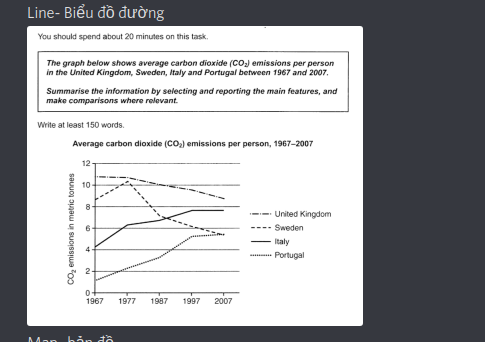 Line- Biểu đồ đường
You should spend about 20 minutes on this task.
The graph below shows average carbon dioxide (CO₂) emissions per person
in the United Kingdom, Sweden, Italy and Portugal between 1967 and 2007.
Summarise the information by selecting and reporting the main features, and
make comparisons where relevant.
Write at least 150 words.
Average carbon dioxide (CO₂) emissions per person, 1967–2007
CO₂ emissions in metric tonnes
12
10
8
6
4
2
0
1967 1977 1987 1997 2007
United Kingdom
Sweden
Italy
Portugal
Map- bản đồ